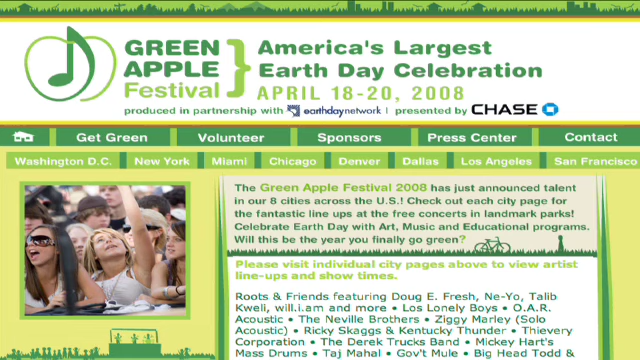 GREEN
APPLE
Festival
America's Largest
Earth Day Celebration
APRIL 18-20, 2008
produced in partnership with earthdaynetwork | presented by CHASE
Get Green Volunteer Sponsors Press Center Contact
Washington D.C. New York Miami Chicago Denver Dallas Los Angeles San Francisco
The Green Apple Festival 2008 has just announced talent
in our 8 cities across the U.S.! Check out each city page for
the fantastic line ups at the free concerts in landmark parks!
Celebrate Earth Day with Art, Music and Educational programs.
Will this be the year you finally go green?
Please visit individual city pages above to view artist
line-ups and show times.
Roots & Friends featuring Doug E. Fresh, Ne-Yo, Talib
Kweli, will.i.am and more • Los Lonely Boys • O.A.R.
Acoustic • The Neville Brothers • Ziggy Marley (Solo
Acoustic) • Ricky Skaggs & Kentucky Thunder • Thievery
Corporation • The Derek Trucks Band • Mickey Hart's
Mass Drums • Taj Mahal • Gov't Mule • Big Head Todd &